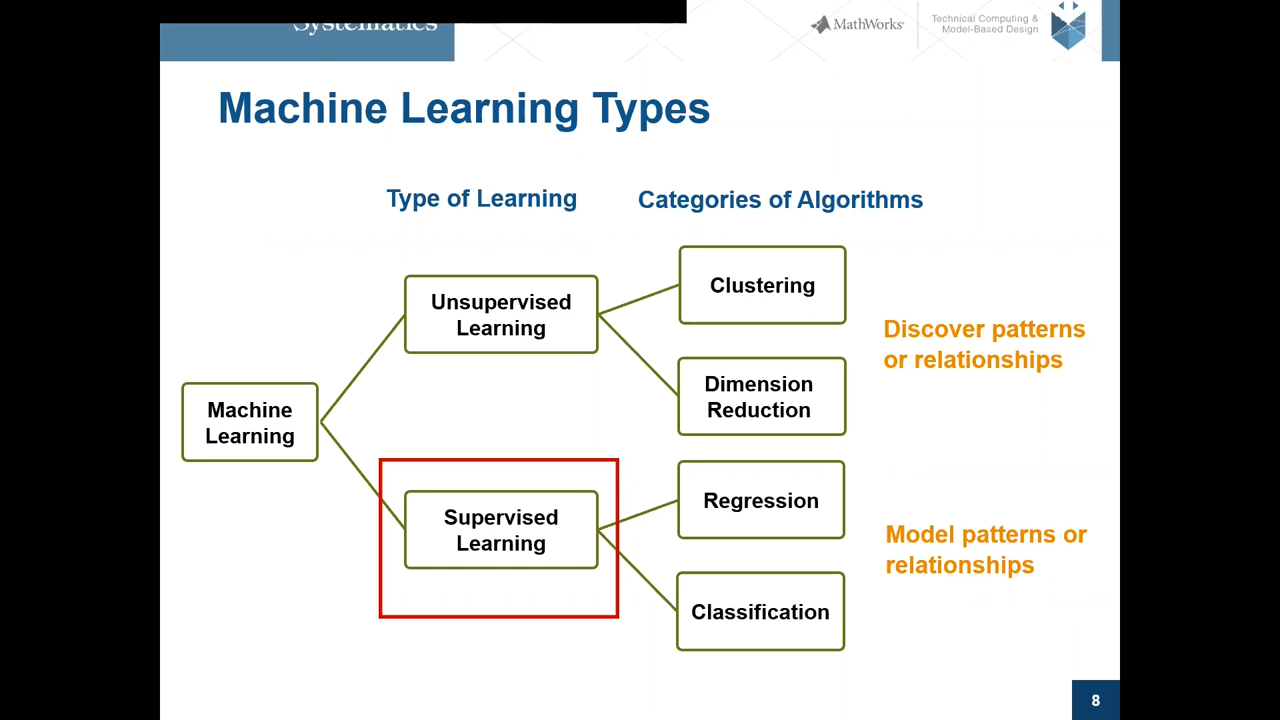 Systematics
MathWorks
Technical Computing &
Model-Based Design
Machine Learning Types
Type of Learning
Categories of Algorithms
Unsupervised
Learning
Clustering
Discover patterns
or relationships
Dimension
Reduction
Machine
Learning
Supervised
Learning
Regression
Model patterns or
relationships
Classification
8